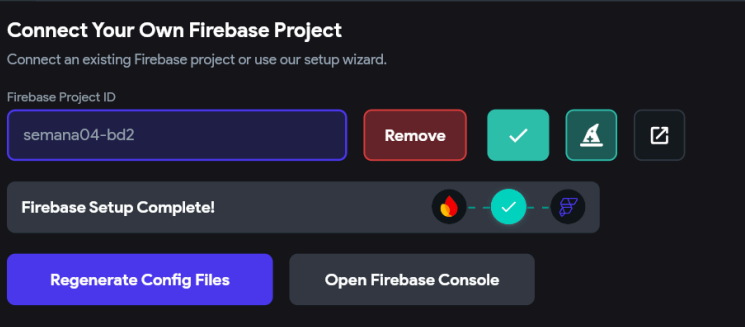 Connect Your Own Firebase Project
Connect an existing Firebase project or use our setup wizard.
Firebase Project ID
semana04-bd2
Remove
Firebase Setup Complete!
Regenerate Config Files
Open Firebase Console